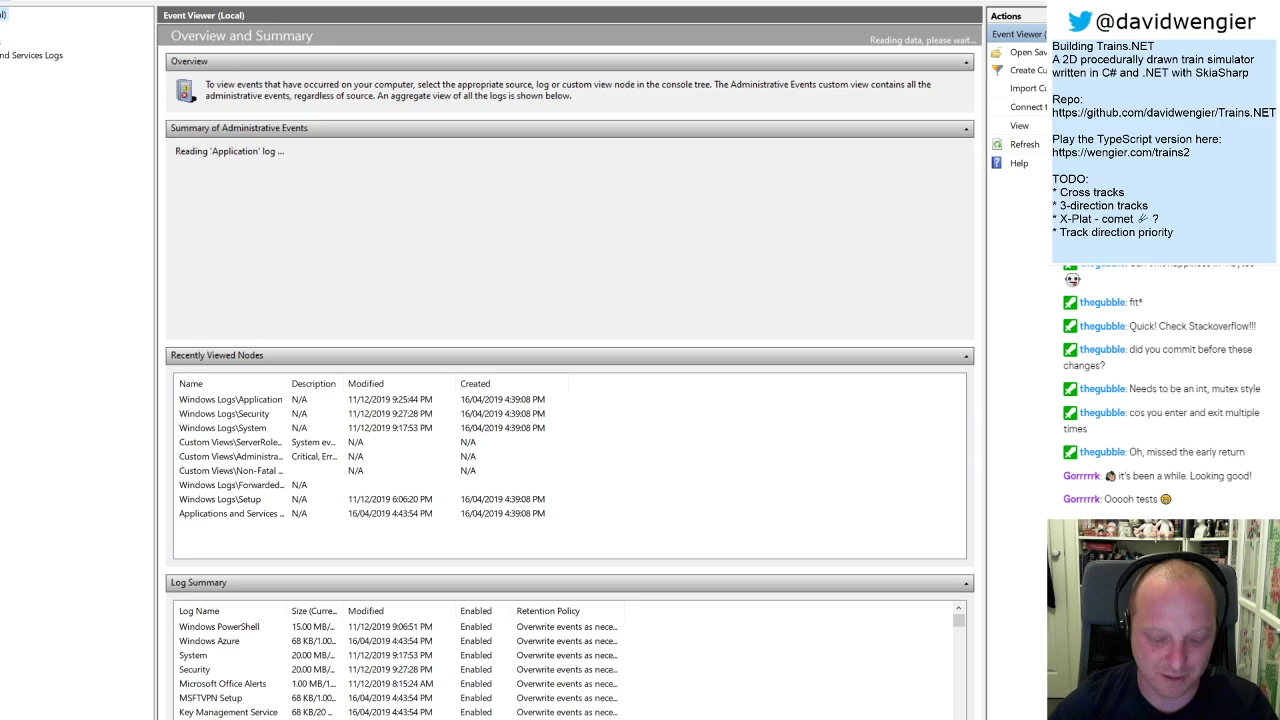 l)
nd Services Logs
Event Viewer (Local)
Overview and Summary
Reading data, please wait...
Overview
To view events that have occurred on your computer, select the appropriate source, log or custom view node in the console tree. The Administrative Events custom view contains all the
administrative events, regardless of source. An aggregate view of all the logs is shown below.
Summary of Administrative Events
Reading 'Application' log ...
Recently Viewed Nodes
Name Description Modified Created
Windows Logs\Application N/A 11/12/2019 9:25:44 PM 16/04/2019 4:39:08 PM
Windows Logs\Security N/A 11/12/2019 9:27:28 PM 16/04/2019 4:39:08 PM
Windows Logs\System N/A 11/12/2019 9:17:53 PM 16/04/2019 4:39:08 PM
Custom Views\ServerRole... System ev... N/A N/A
Custom Views\Administra... Critical, Err... N/A N/A
Custom Views\Non-Fatal ... N/A N/A
Windows Logs\Forwarded... N/A
Windows Logs\Setup N/A 11/12/2019 6:06:20 PM 16/04/2019 4:39:08 PM
Applications and Services ... N/A 16/04/2019 4:43:54 PM 16/04/2019 4:39:08 PM
Log Summary
Log Name Size (Curre... Modified Enabled Retention Policy
Windows PowerShell 15.00 MB/... 11/12/2019 9:06:51 PM Enabled Overwrite events as nece...
Windows Azure 68 KB/1.00... 16/04/2019 4:43:54 PM Enabled Overwrite events as nece...
System 20.00 MB/... 11/12/2019 9:17:53 PM Enabled Overwrite events as nece...
Security 20.00 MB/... 11/12/2019 9:27:28 PM Enabled Overwrite events as nece...
Microsoft Office Alerts 1.00 MB/1... 11/12/2019 8:15:24 AM Enabled Overwrite events as nece...
MSFTVPN Setup 68 KB/1.00... 16/04/2019 4:43:54 PM Enabled Overwrite events as nece...
Key Management Service 68 KB/20 ... 16/04/2019 4:43:54 PM Enabled Overwrite events as nece...
Actions
Event Viewer (
Open Sav
Create Cu
Import Cu
Connect t
View
Refresh
Help
@davidwengier
Building Trains.NET
A 2D procedurally drawn train simulator
written in C# and .NET with SkiaSharp
Repo:
https://github.com/davidwengier/Trains.NET
Play the TypeScript version here:
https://wengier.com/trains2
TODO:
* Cross tracks
* 3-direction tracks
* X-Plat - comet ☄ ?
* Track direction priority
thegubble: fit*
thegubble: Quick! Check Stackoverflow!!!
thegubble: did you commit before these
changes?
thegubble: Needs to be an int, mutex style
thegubble: cos you enter and exit multiple
times
thegubble: Oh, missed the early return
Gorrrrrk: it's been a while. Looking good!
Gorrrrrk: Ooooh tests